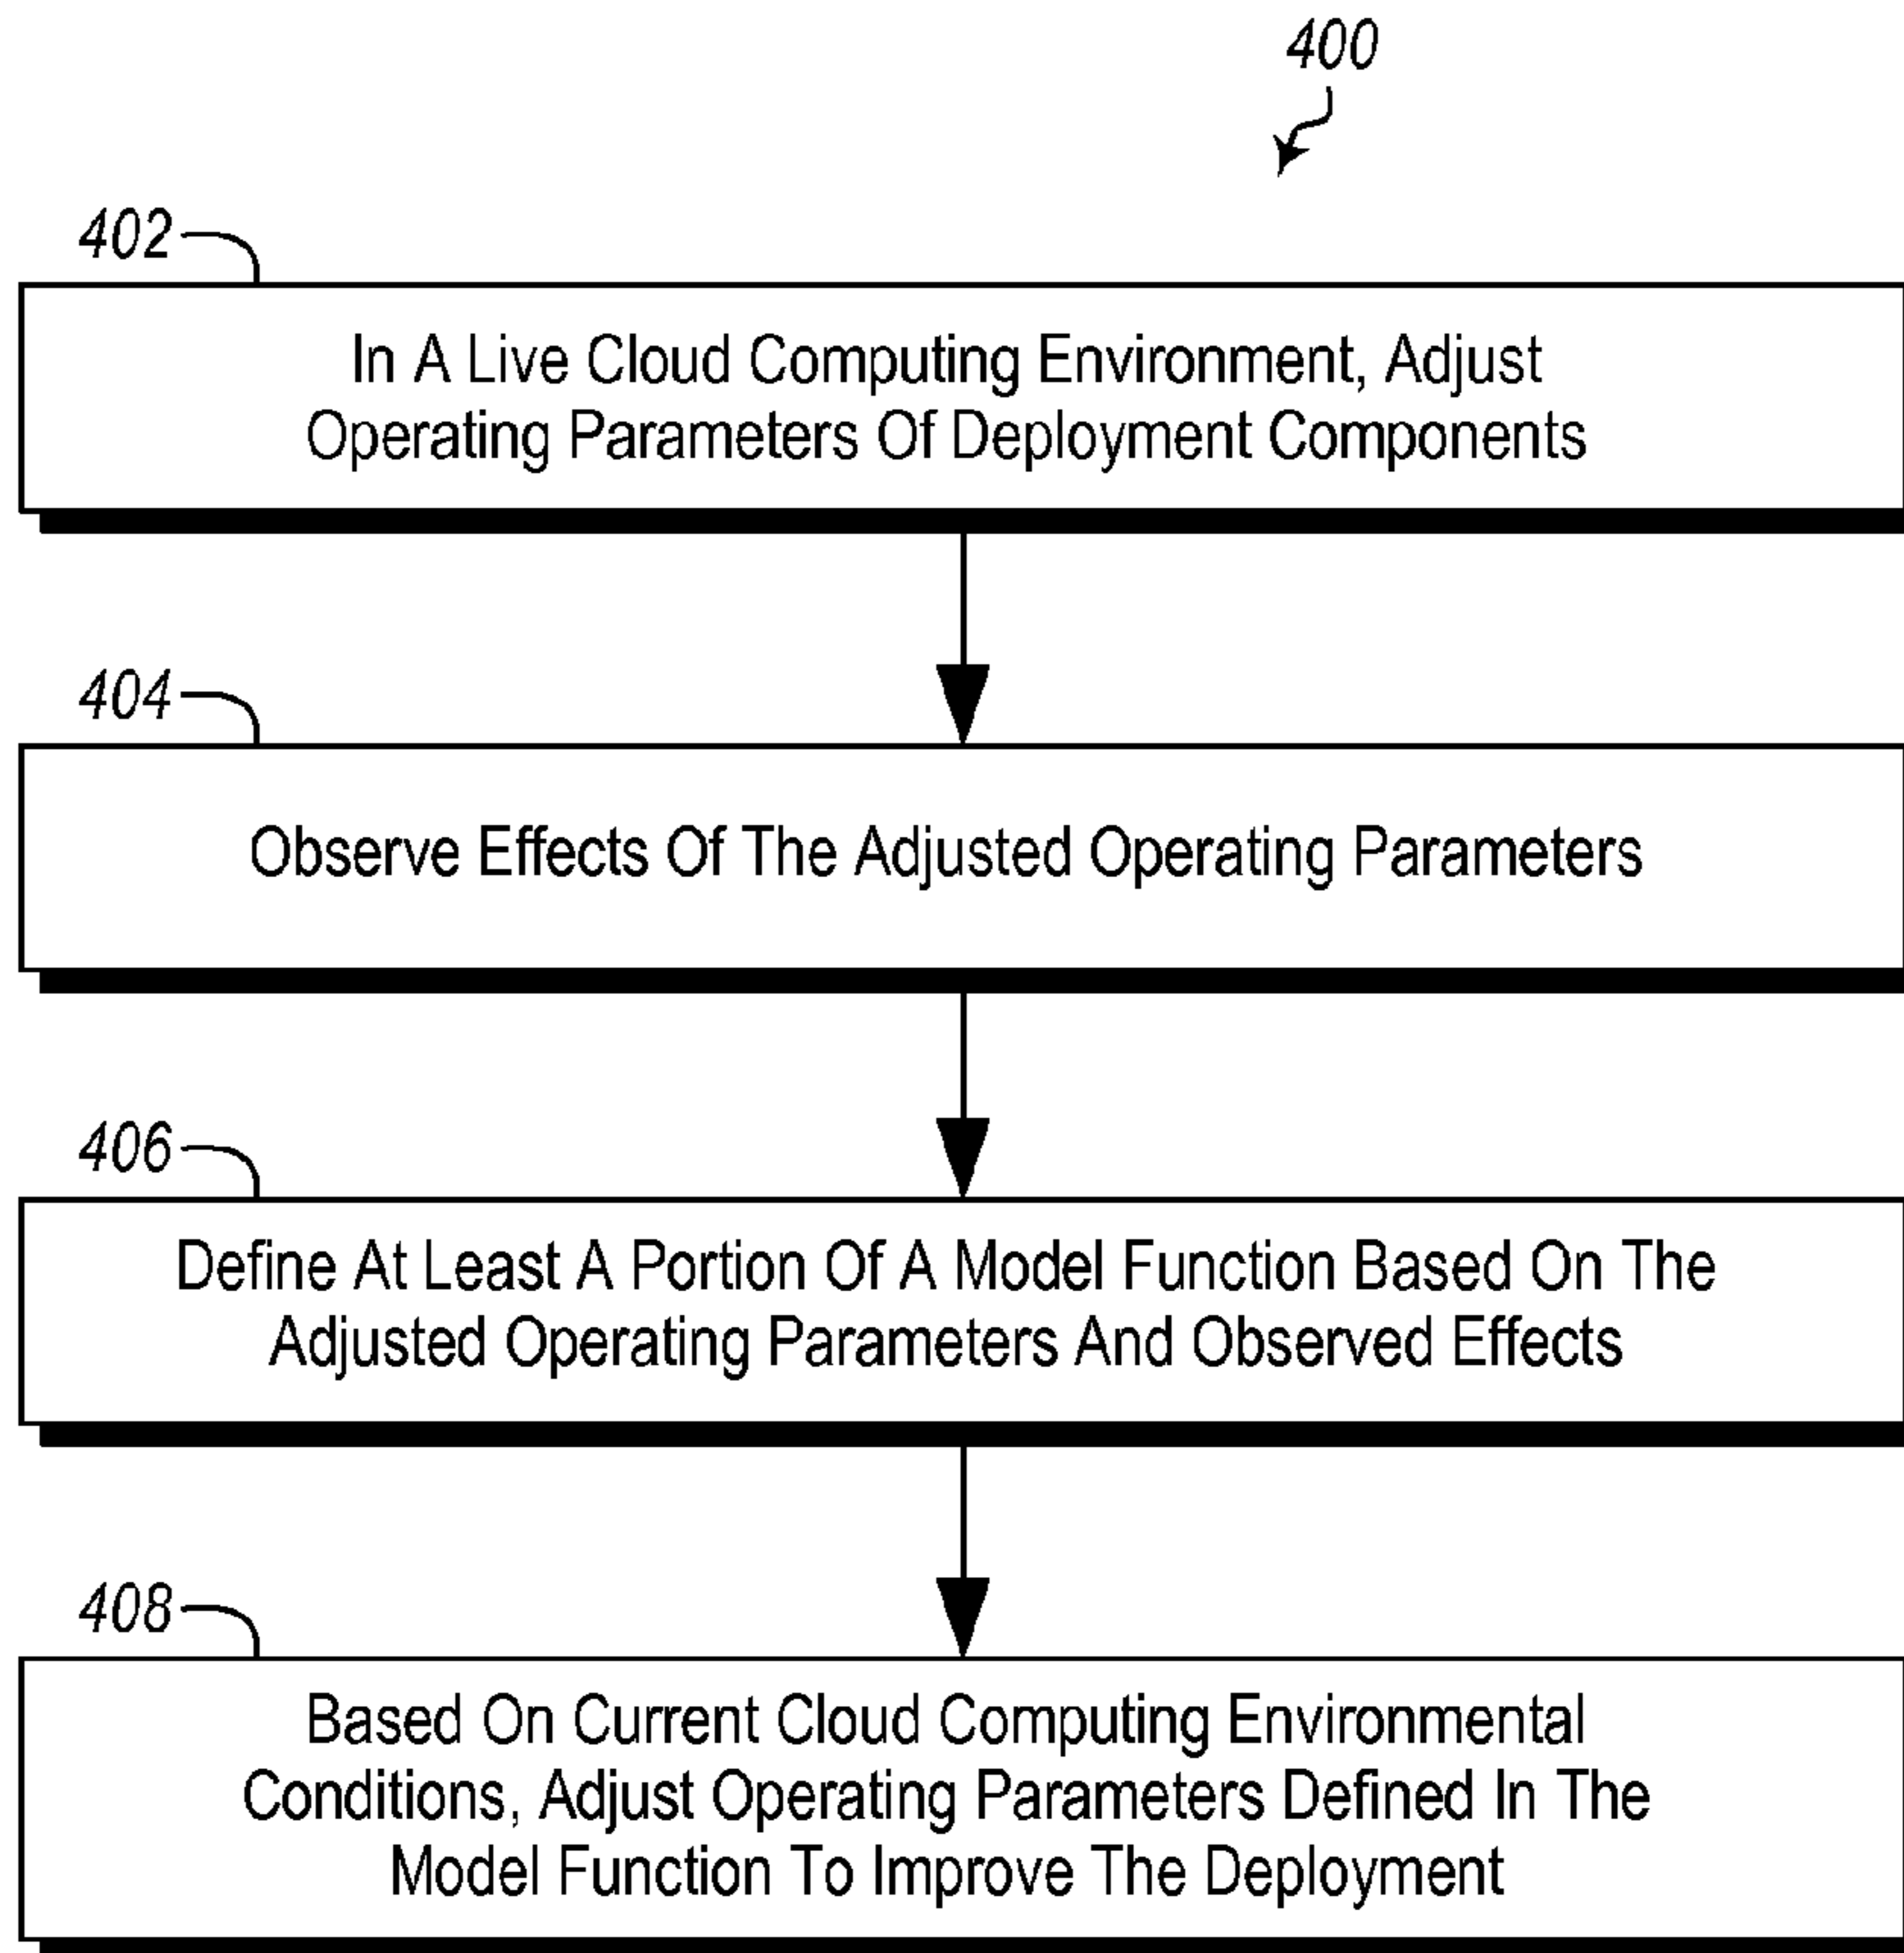 400
402
In A Live Cloud Computing Environment, Adjust
Operating Parameters Of Deployment Components
404
Observe Effects Of The Adjusted Operating Parameters
406
Define At Least A Portion Of A Model Function Based On The
Adjusted Operating Parameters And Observed Effects
408
Based On Current Cloud Computing Environmental
Conditions, Adjust Operating Parameters Defined In The
Model Function To Improve The Deployment